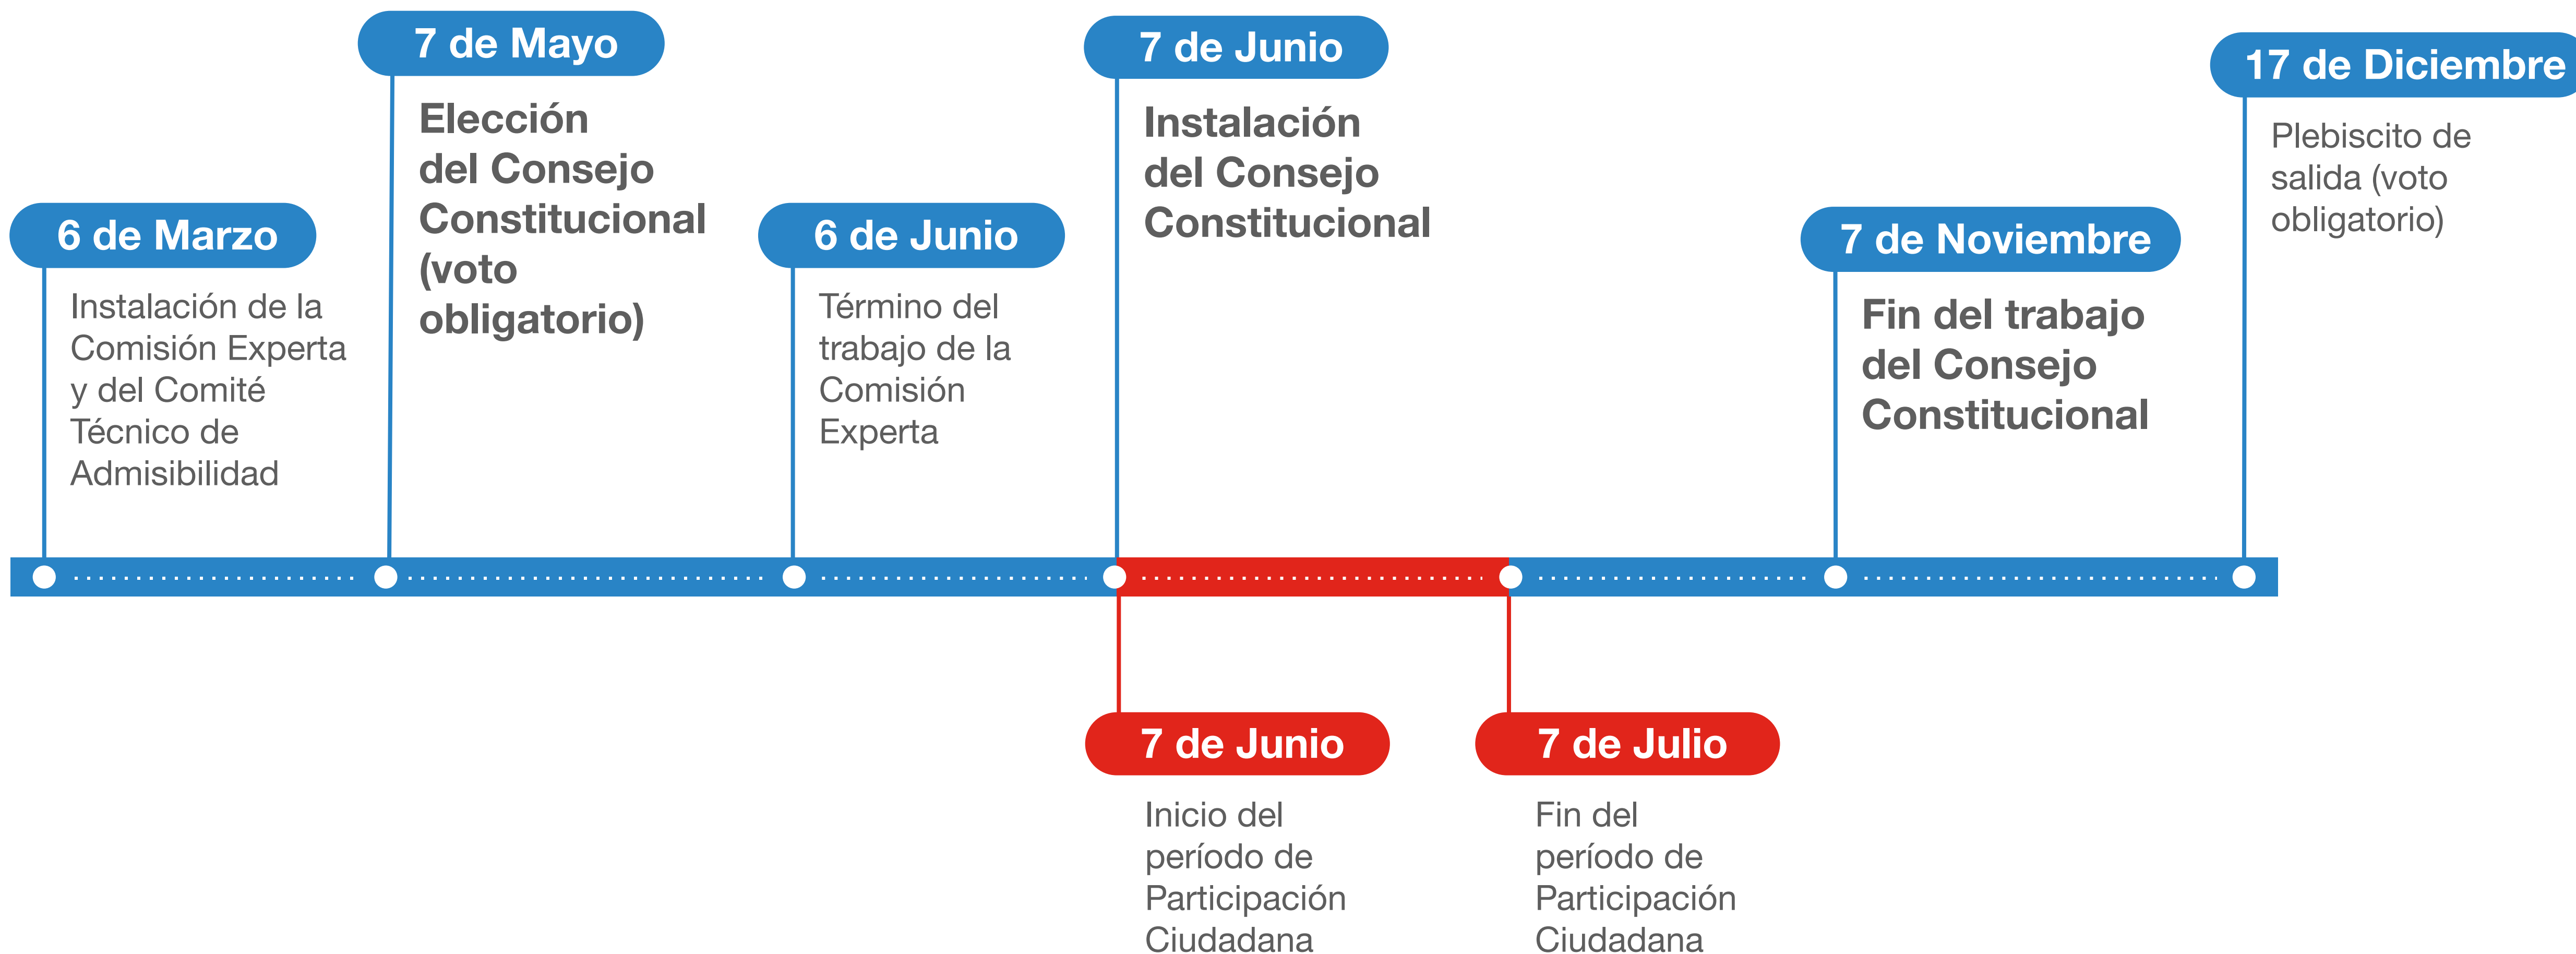 6 de Marzo
Instalación de la
Comisión Experta
y del Comité
Técnico de
Admisibilidad
7 de Mayo
Elección
del Consejo
Constitucional
(voto
obligatorio)
6 de Junio
Término del
trabajo de la
Comisión
Experta
7 de Junio
Instalación
del Consejo
Constitucional
7 de Noviembre
Fin del trabajo
del Consejo
Constitucional
17 de Diciembre
Plebiscito de
salida (voto
obligatorio)
7 de Junio
Inicio del
período de
Participación
Ciudadana
7 de Julio
Fin del
período de
Participación
Ciudadana